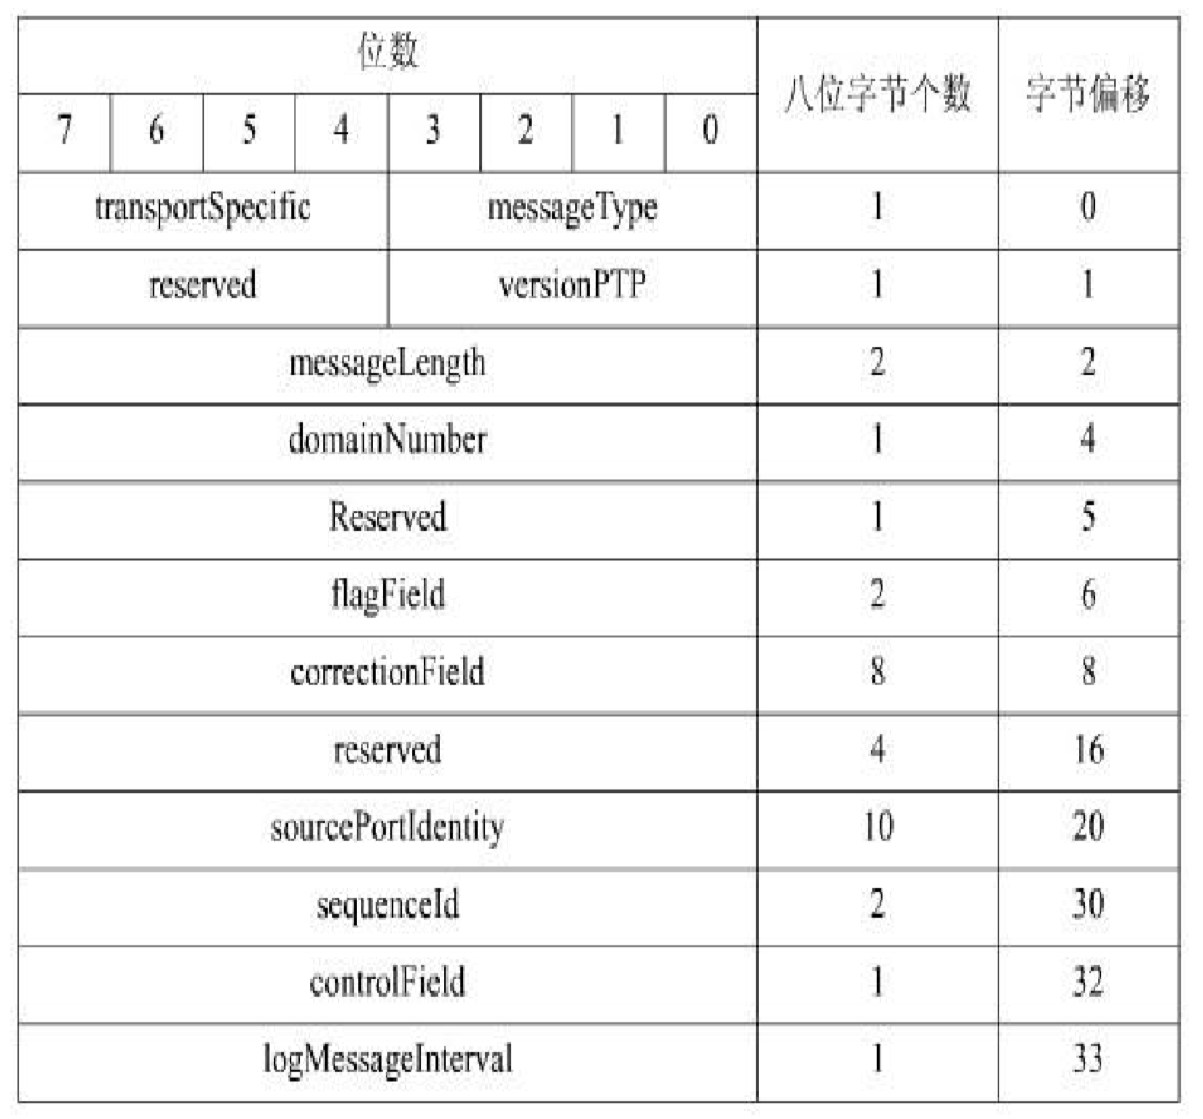 位数 八位字节个数 字节偏移
7 6 5 4 3 2 1 0
transportSpecific messageType 1 0
reserved versionPTP 1 1
messageLength 2 2
domainNumber 1 4
Reserved 1 5
flagField 2 6
correctionField 8 8
reserved 4 16
sourcePortIdentity 10 20
sequenceId 2 30
controlField 1 32
logMessageInterval 1 33